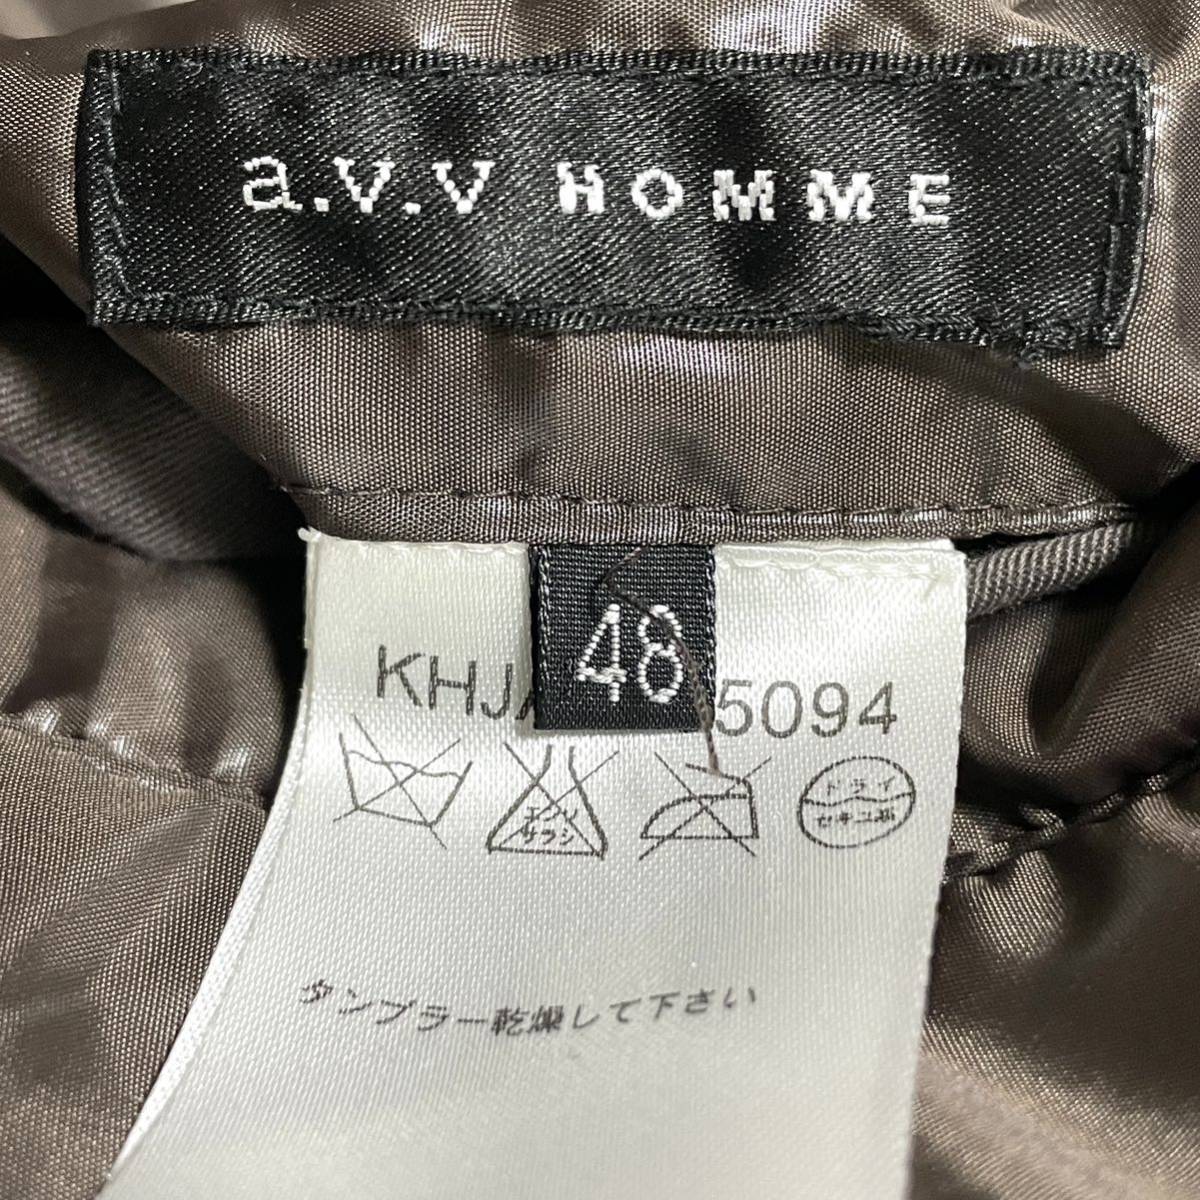 a.v.v HOMME
48
KHJA 5094
エンソ
サラシ
ドライ
セキユ系
タンブラー乾燥して下さい